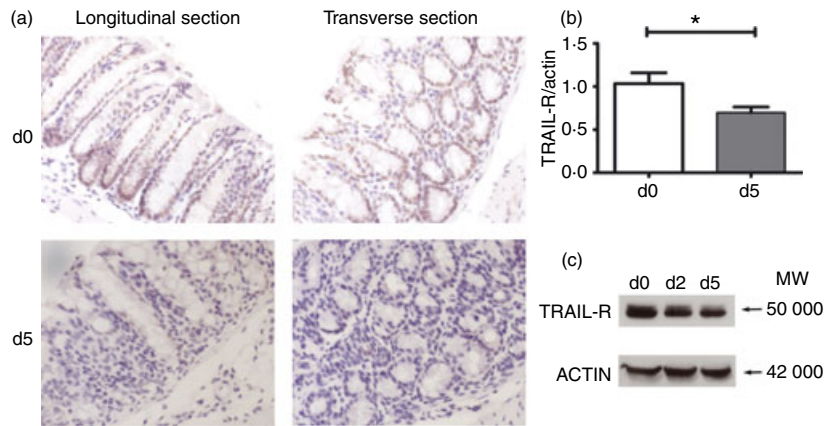 (a) Longitudinal section Transverse section
d0
d5
(b)
*
TRAIL-R/actin
1·5
1·0
0·5
0·0
d0 d5
(c)
d0 d2 d5 MW
TRAIL-R 50 000
ACTIN 42 000